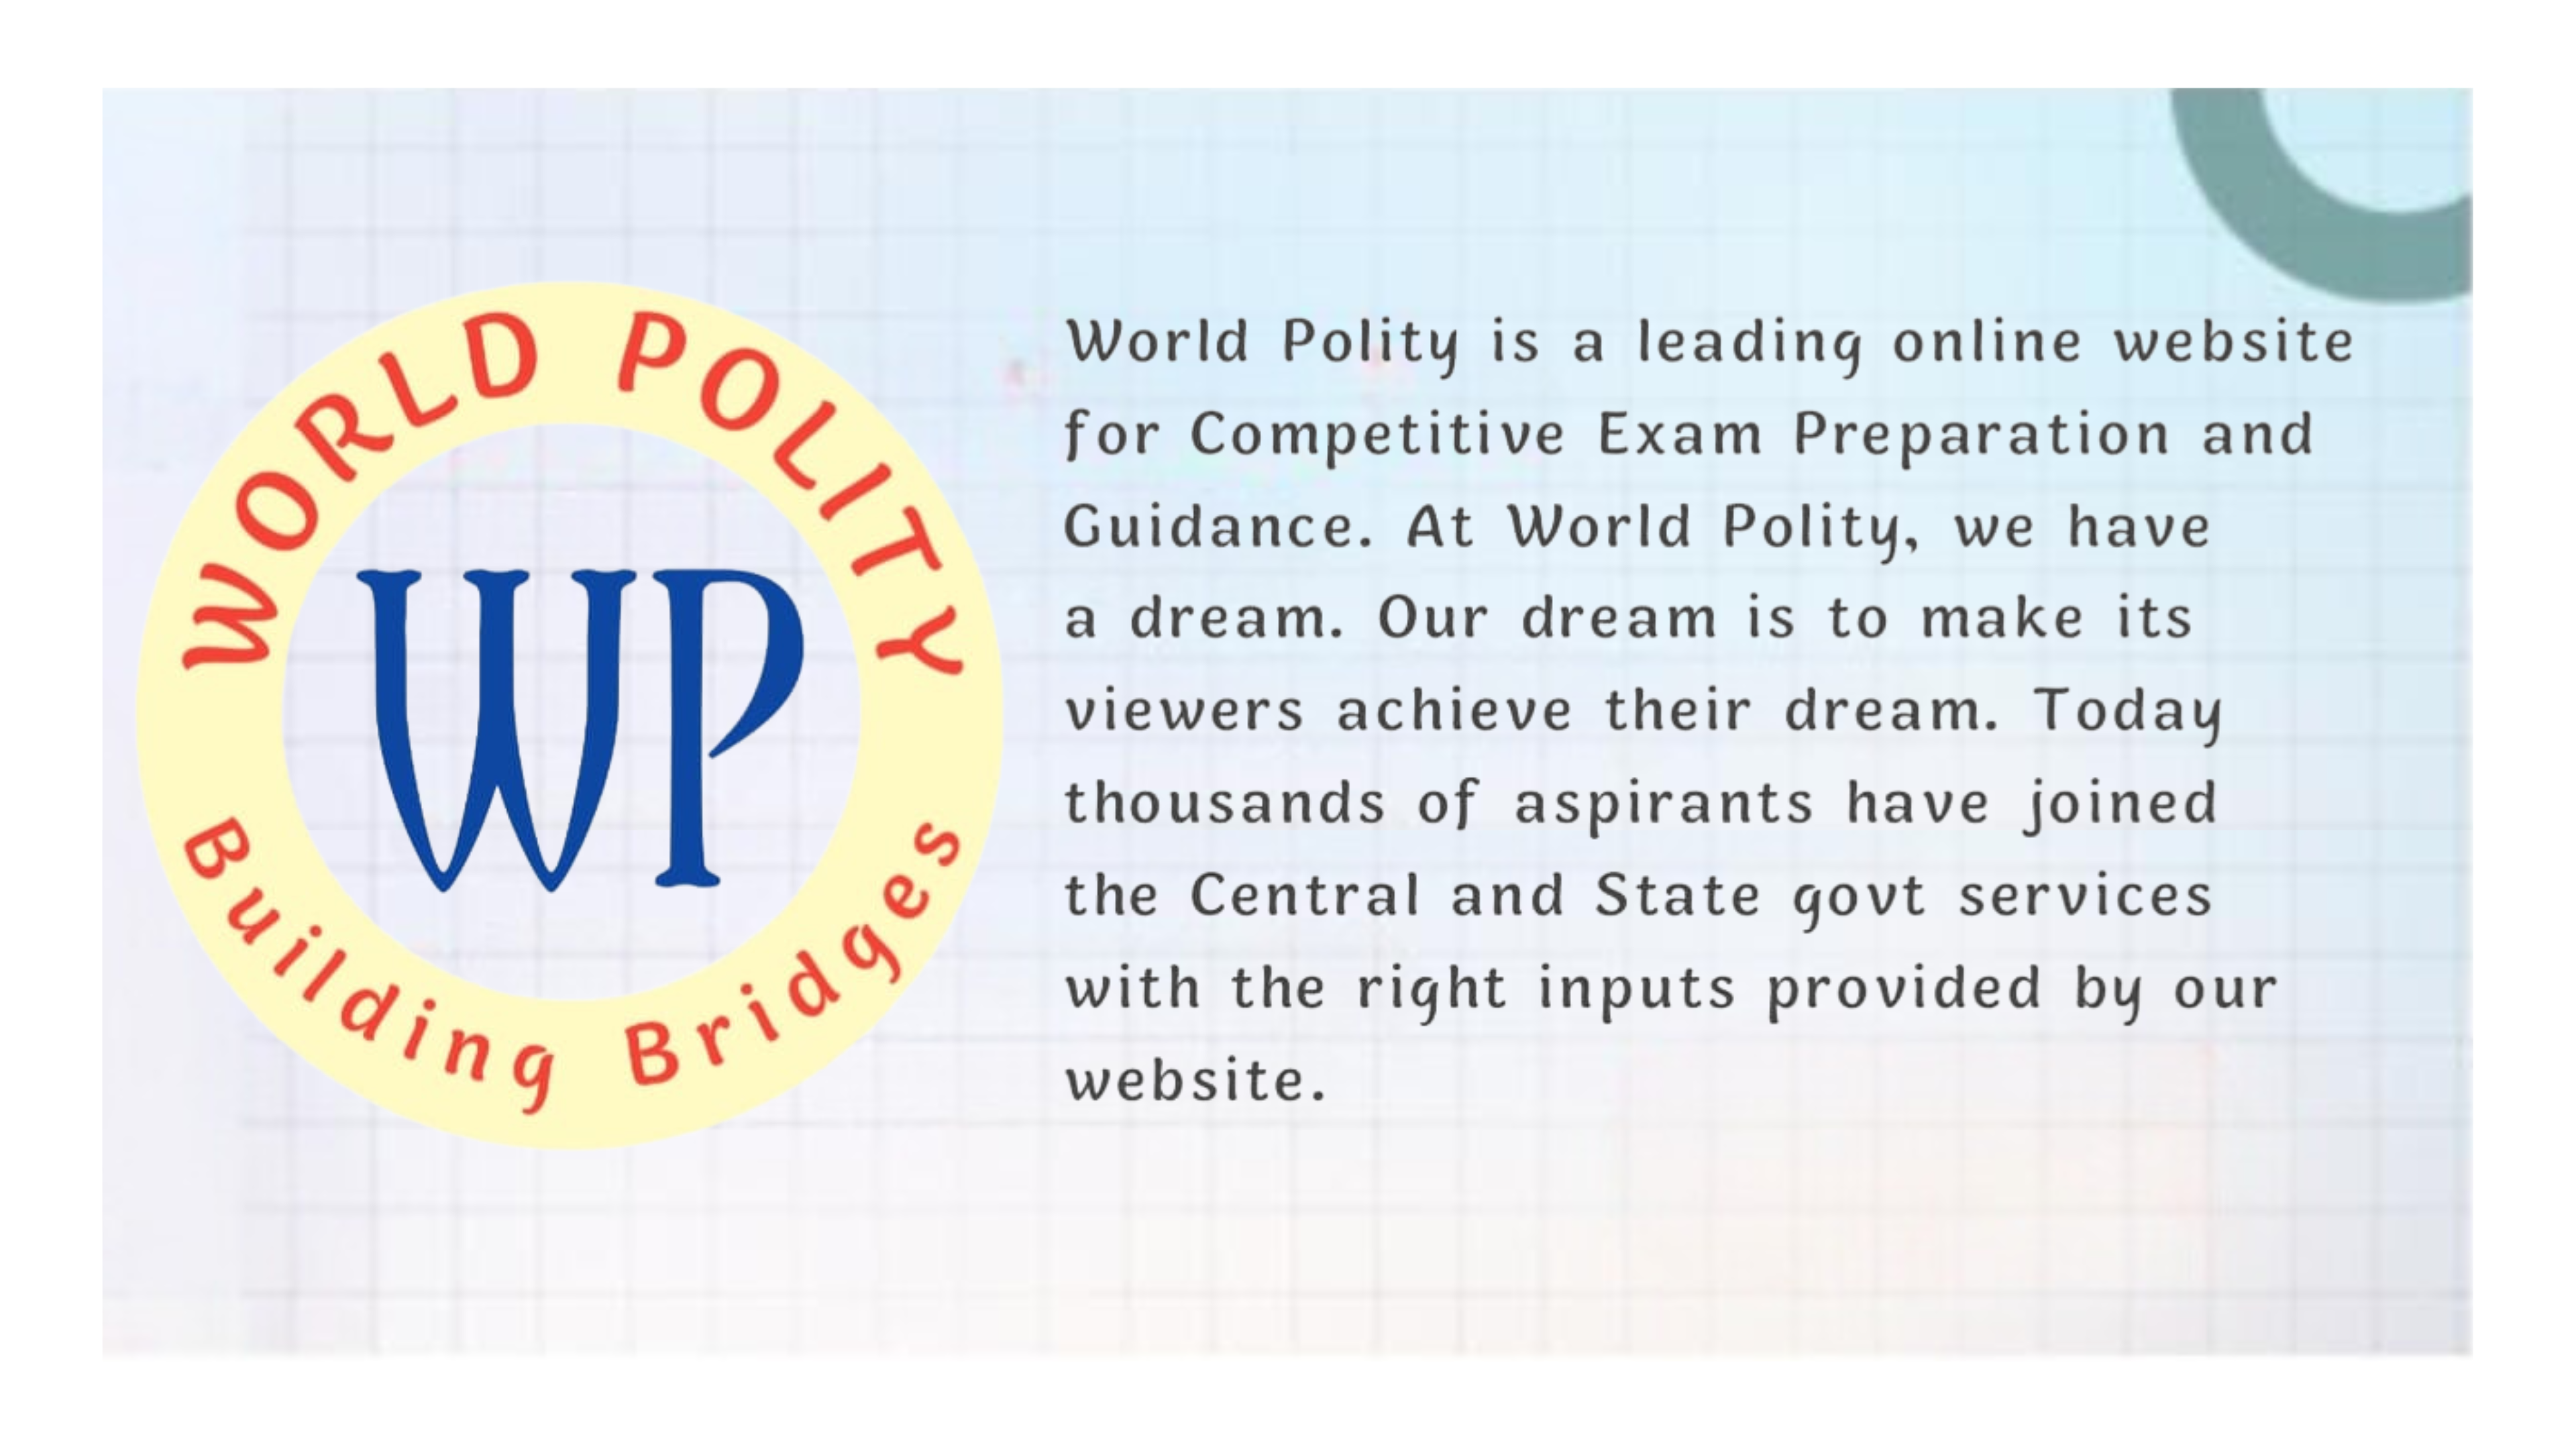 WORLD POLITY
WP
Building Bridges
World Polity is a leading online website
for Competitive Exam Preparation and
Guidance. At World Polity, we have
a dream. Our dream is to make its
viewers achieve their dream. Today
thousands of aspirants have joined
the Central and State govt services
with the right inputs provided by our
website.